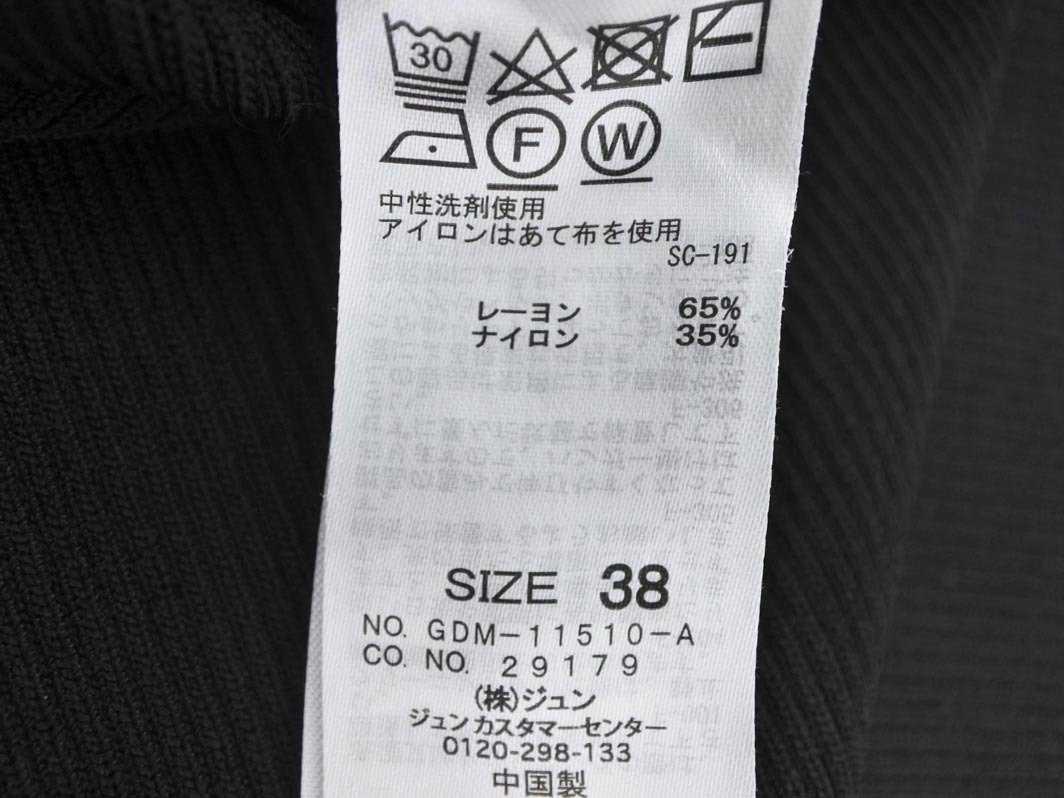 30
F
W
中性洗剤使用
アイロンはあて布を使用
SC-191
レーヨン 65%
ナイロン 35%
SIZE 38
NO. GDM-11510-A
CO. NO. 29179
(株)ジュン
ジュン カスタマーセンター
0120-298-133
中国製